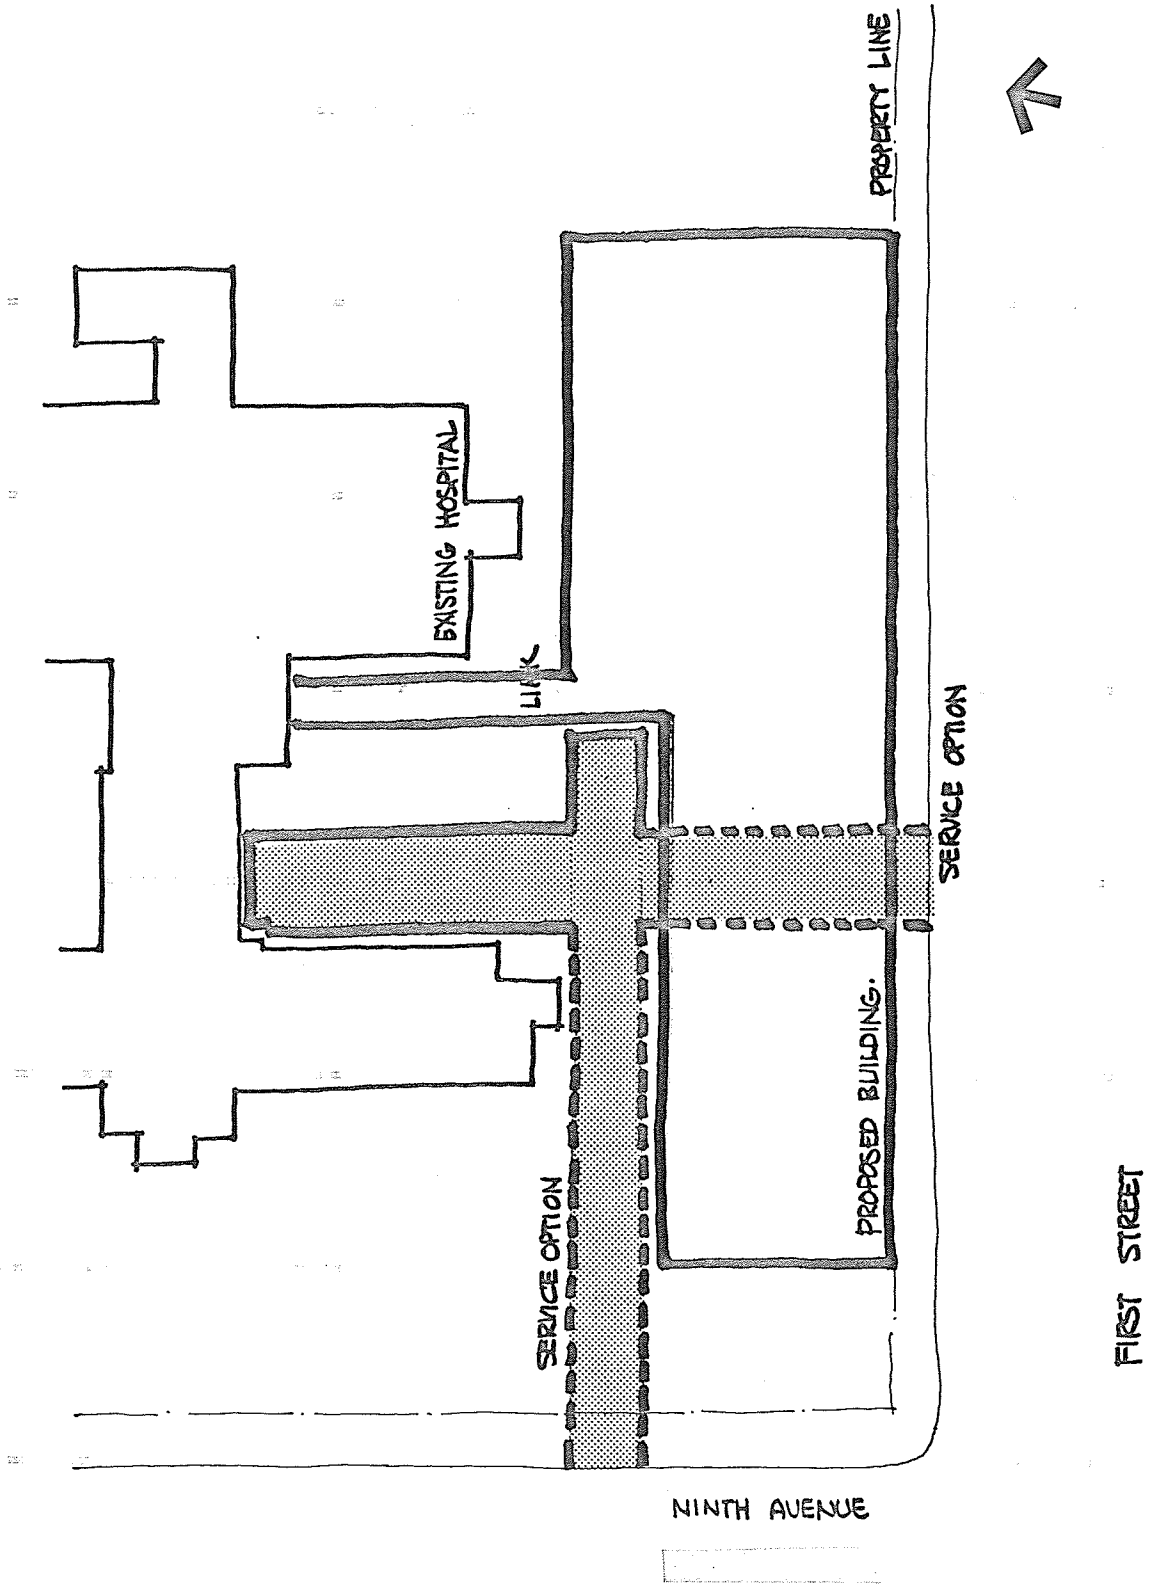 PROPERTY LINE
EXISTING HOSPITAL
LINK
SERVICE OPTION
PROPOSED BUILDING.
SERVICE OPTION
FIRST STREET
NINTH AVENUE